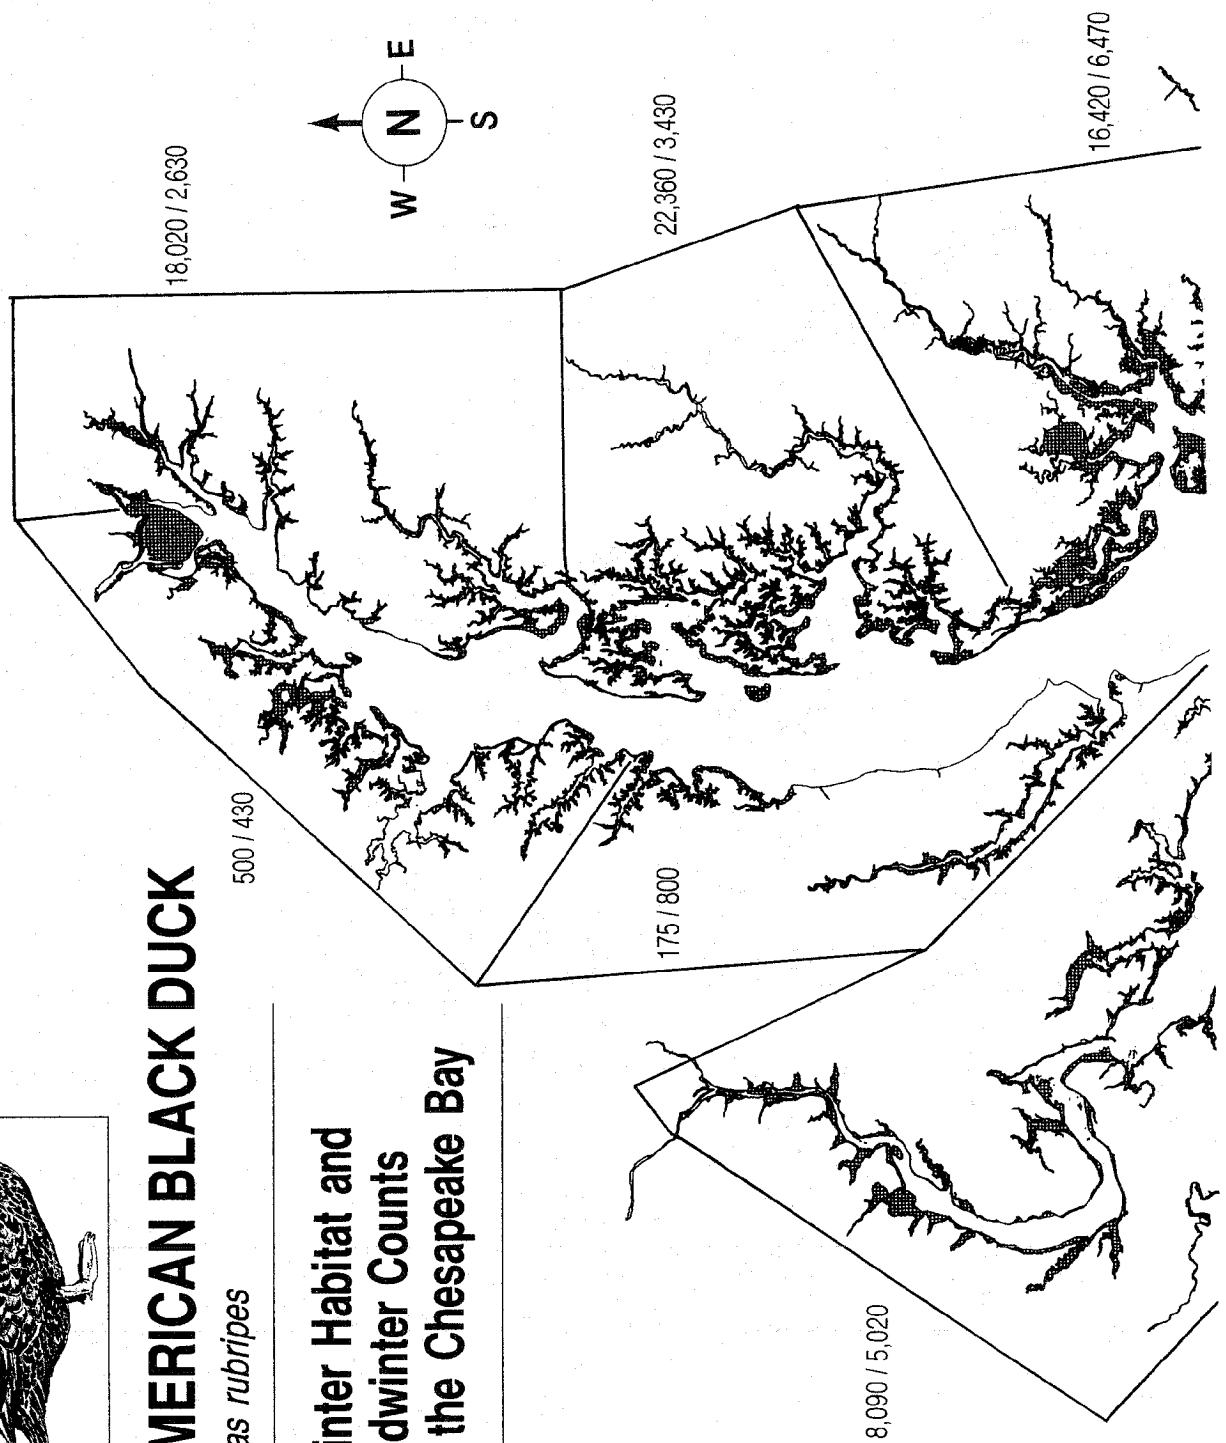 MERICAN BLACK DUCK
as rubripes
inter Habitat and
dwinter Counts
the Chesapeake Bay
18,020 / 2,630
22,360 / 3,430
16,420 / 6,470
500 / 430
175 / 800
8,090 / 5,020
N
W
E
S